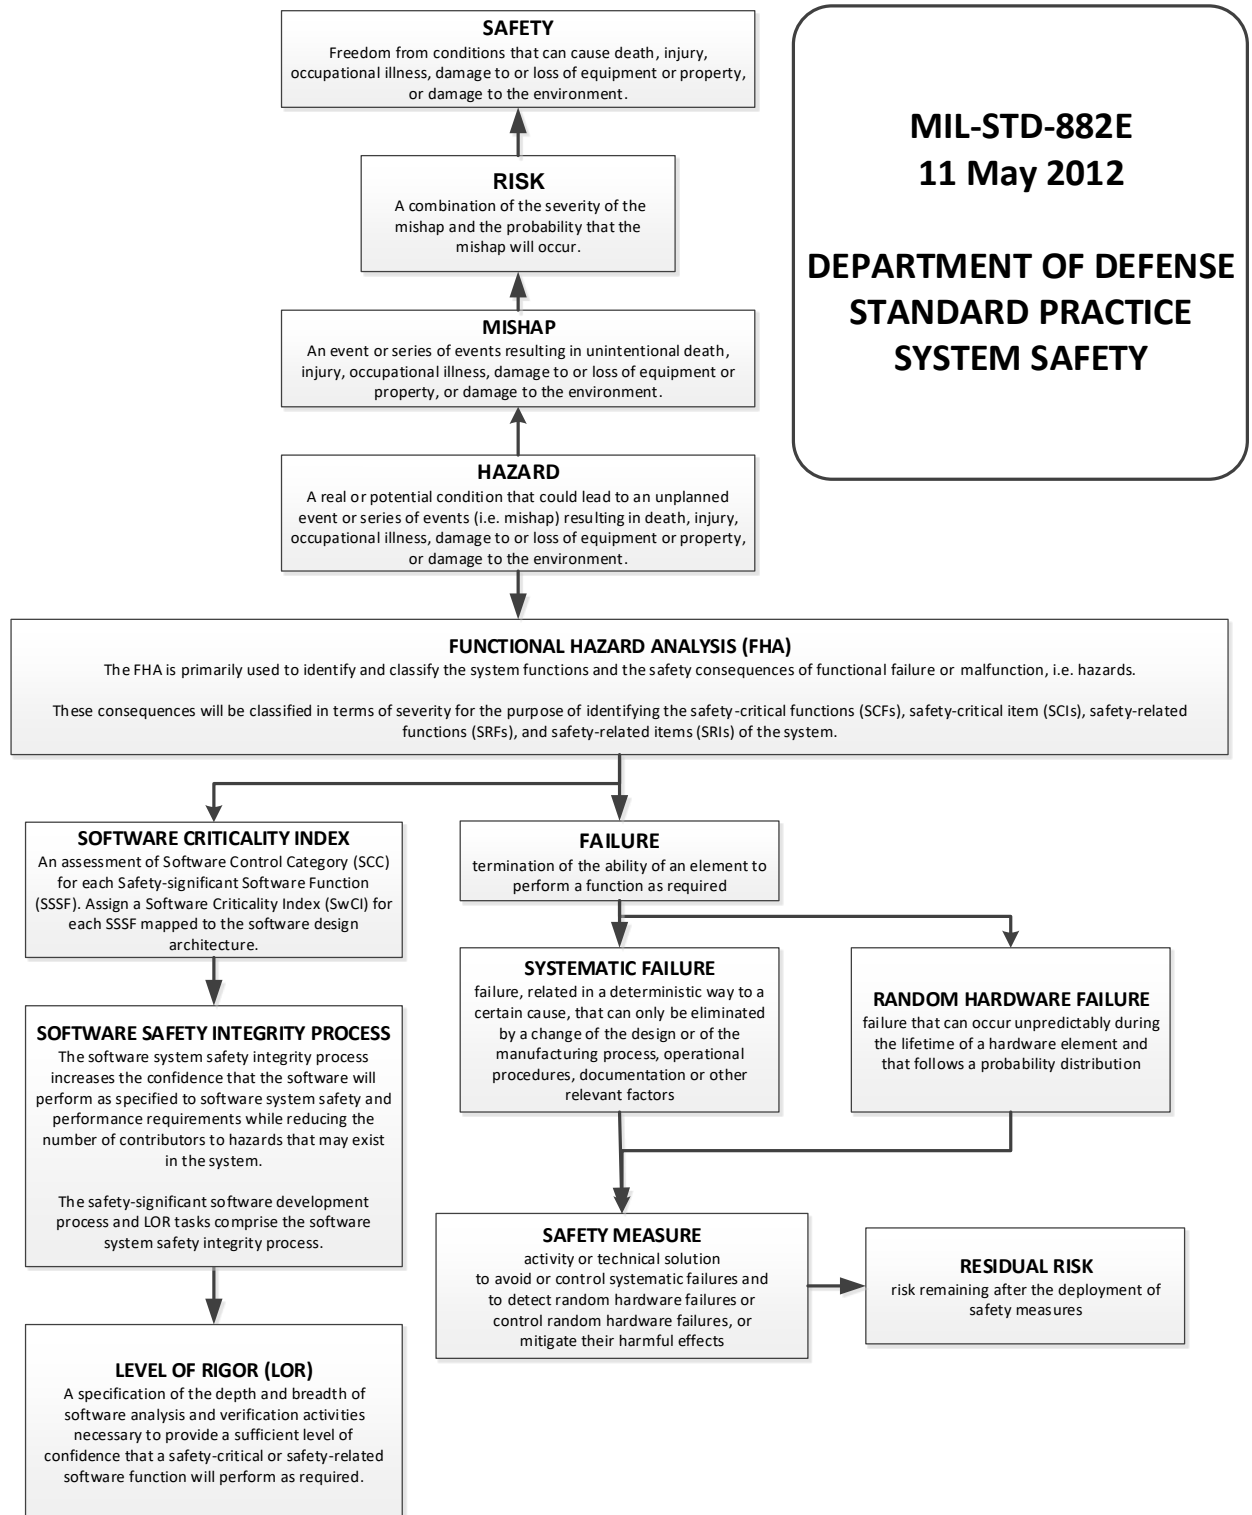 SAFETY
Freedom from conditions that can cause death, injury,
occupational illness, damage to or loss of equipment or property,
or damage to the environment.
MIL-STD-882E
11 May 2012
DEPARTMENT OF DEFENSE
STANDARD PRACTICE
SYSTEM SAFETY
RISK
A combination of the severity of the
mishap and the probability that the
mishap will occur.
MISHAP
An event or series of events resulting in unintentional death,
injury, occupational illness, damage to or loss of equipment or
property, or damage to the environment.
HAZARD
A real or potential condition that could lead to an unplanned
event or series of events (i.e. mishap) resulting in death, injury,
occupational illness, damage to or loss of equipment or property,
or damage to the environment.
FUNCTIONAL HAZARD ANALYSIS (FHA)
The FHA is primarily used to identify and classify the system functions and the safety consequences of functional failure or malfunction, i.e. hazards.
These consequences will be classified in terms of severity for the purpose of identifying the safety-critical functions (SCFs), safety-critical item (SCIs), safety-related
functions (SRFs), and safety-related items (SRIs) of the system.
SOFTWARE CRITICALITY INDEX
An assessment of Software Control Category (SCC)
for each Safety-significant Software Function
(SSSF). Assign a Software Criticality Index (SwCI) for
each SSSF mapped to the software design
architecture.
FAILURE
termination of the ability of an element to
perform a function as required
SYSTEMATIC FAILURE
failure, related in a deterministic way to a
certain cause, that can only be eliminated
by a change of the design or of the
manufacturing process, operational
procedures, documentation or other
relevant factors
RANDOM HARDWARE FAILURE
failure that can occur unpredictably during
the lifetime of a hardware element and
that follows a probability distribution
SOFTWARE SAFETY INTEGRITY PROCESS
The software system safety integrity process
increases the confidence that the software will
perform as specified to software system safety and
performance requirements while reducing the
number of contributors to hazards that may exist
in the system.
The safety-significant software development
process and LOR tasks comprise the software
system safety integrity process.
SAFETY MEASURE
activity or technical solution
to avoid or control systematic failures and
to detect random hardware failures or
control random hardware failures, or
mitigate their harmful effects
RESIDUAL RISK
risk remaining after the deployment of
safety measures
LEVEL OF RIGOR (LOR)
A specification of the depth and breadth of
software analysis and verification activities
necessary to provide a sufficient level of
confidence that a safety-critical or safety-related
software function will perform as required.